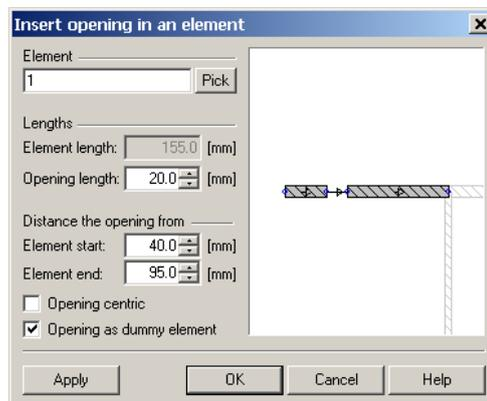 Insert opening in an element
Element
1 Pick
Lengths
Element length: 155.0 [mm]
Opening length: 20.0 [mm]
Distance the opening from
Element start: 40.0 [mm]
Element end: 95.0 [mm]
Opening centric
Opening as dummy element
Apply OK Cancel Help